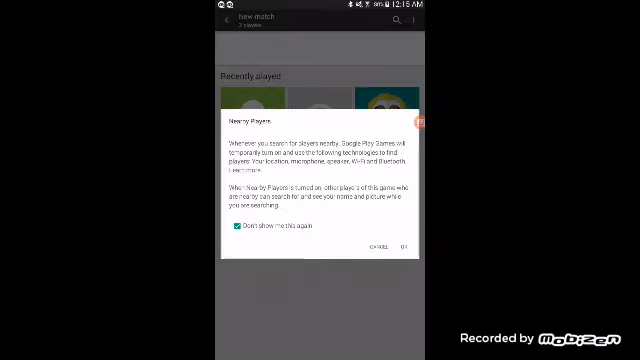 80% 12:15 AM
New match
2 players
Recently played
Nearby Players
Whenever you search for players nearby, Google Play Games will
temporarily turn on and use the following technologies to find
players: Your location, microphone, speaker, Wi-Fi and Bluetooth.
Learn more
When Nearby Players is turned on, other players of this game who
are nearby can search for and see your name and picture while
you are searching.
Don't show me this again
CANCEL OK
Recorded by Mobizen